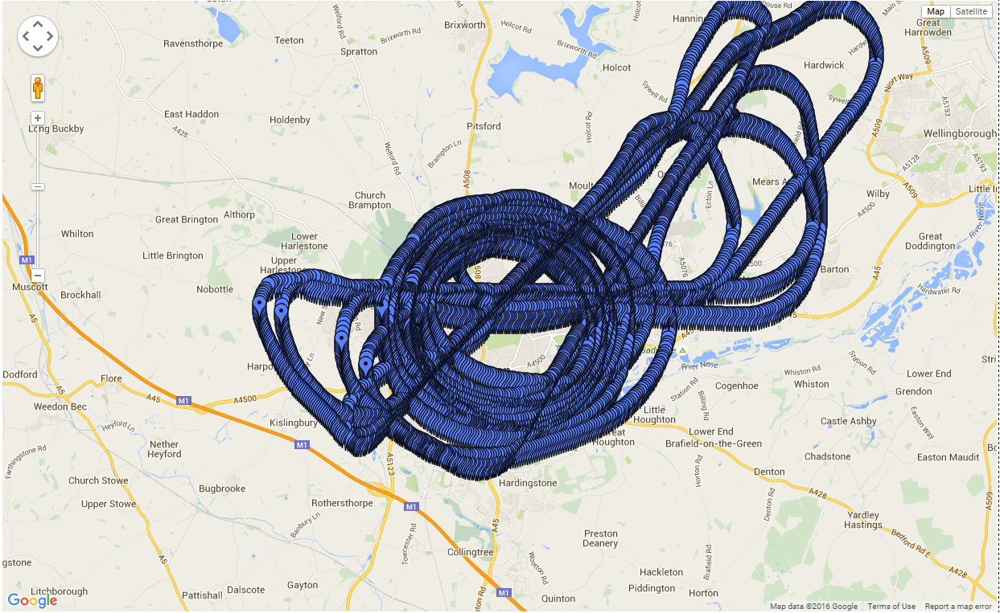 Welford Rd
Map
Satellite
House Rd
Hanning
Great
Harrowden
Ravensthorpe
Teeton
Brixworth Rd
Brixworth
Holcot Rd
Brixworth Rd
Spratton
Holcot
Hardwick
A509
Niort Way
Sywell Rd
Sywell
A5193
Long Buckby
East Haddon
A428
Holdenby
Pitsford
Holcot Rd
A509
Wellingborough
Brampton Ln
Welford Rd
A5128
A5193
A508
Moult
Ecton Ln
Mears A
Wilby
A509
Little I
Church
Brampton
A4500
River Nene
Great Brington
Althorp
Whilton
Lower
Harlestone
Great
Doddington
M1
Little Brington
Upper
Harlestone
A5076
Barton
A45
Muscott
Nobottle
Brockhall
Hardwater Rd
A5
A4500
River Nene
Station Rd
Dodford
Flore
Harpo
Whiston Rd
Whiston
Lower End
Grendon
Cogenhoe
Station Rd
Billing Rd
A45
M1
A4500
Weedon Bec
A5
Heyford Ln
Kislingbury
M1
Little
Houghton
Castle Ashby
Easton Way
Nether
Heyford
Great
Houghton
Lower End
Brafield-on-the-Green
Chadstone
Easton Maudit
Farthingstone Rd
Church Stowe
A5123
Bugbrooke
Hardingstone
Horton Rd
Denton
A428
Upper Stowe
Rothersthorpe
M1
Denton Rd
Yardley
Hastings
A509
Banbury Ln
A45
Towcester Rd
Preston
Deanery
Bedford Rd E
Collingtree
Wootton Rd
Brafield Rd
A428
A5
Gayton
Hackleton
Piddington
Horton
Litchborough
Pattishall
Dalscote
M1
Quinton
Google
Map data ©2016 Google
Terms of Use
Report a map error